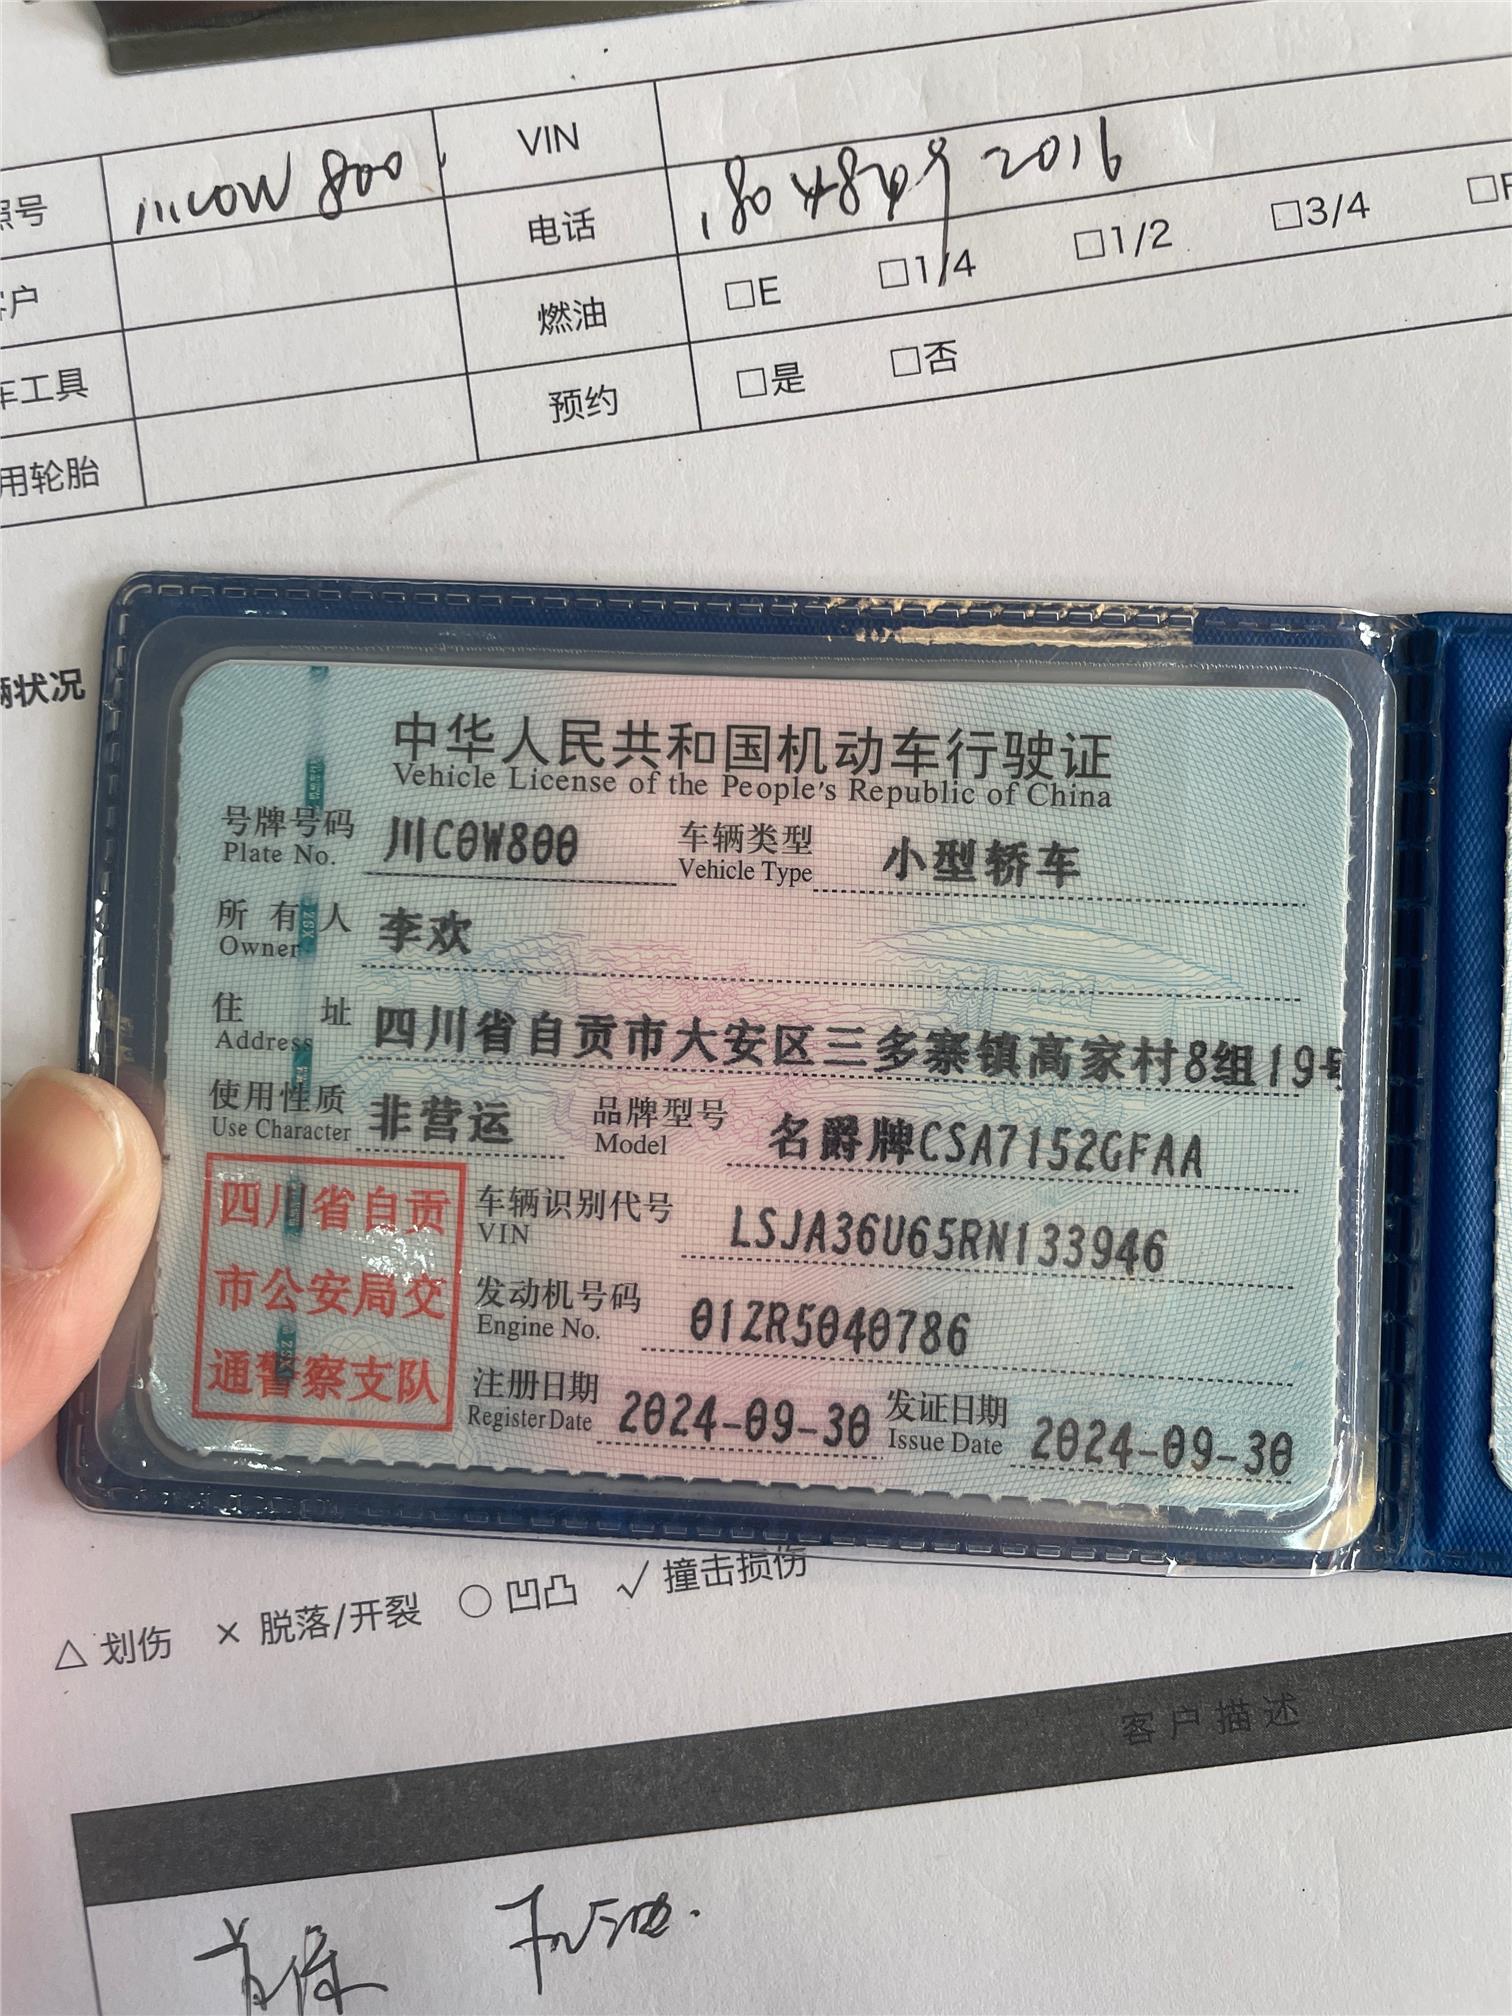 照号 川C0W800 VIN
电话
客户 燃油 □E □1/4 □1/2 □3/4
车工具 预约 □是 □否
用轮胎
辆状况
中华人民共和国机动车行驶证
Vehicle License of the People's Republic of China
号牌号码 川C0W800 车辆类型 小型轿车
Plate No. Vehicle Type
所有人 李欢
Owner
住址 四川省自贡市大安区三多寨镇高家村8组19号
Address
使用性质 非营运 品牌型号 名爵牌CSA7152GFAA
Use Character Model
四川省自贡
市公安局交
通警察支队
车辆识别代号 LSJA36U65RN133946
VIN
发动机号码 01ZR5040786
Engine No.
注册日期 2024-09-30 发证日期 2024-09-30
Register Date Issue Date
△ 划伤 × 脱落/开裂 ○ 凹凸 √ 撞击损伤
客户描述
首保 机油.